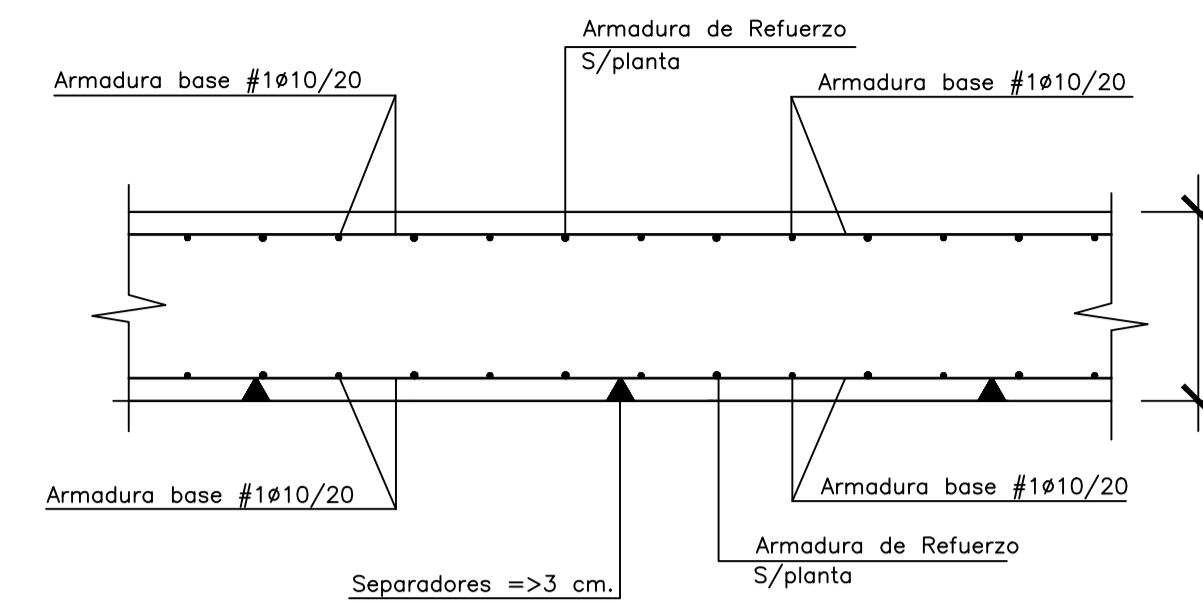 Armadura de Refuerzo
S/planta
Armadura base #1ø10/20
Armadura base #1ø10/20
Armadura base #1ø10/20
Armadura base #1ø10/20
Armadura de Refuerzo
S/planta
Separadores =>3 cm.